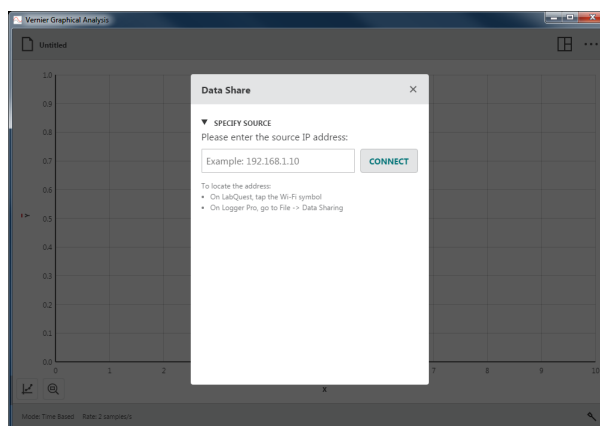 Vernier Graphical Analysis
Untitled
Data Share
SPECIFY SOURCE
Please enter the source IP address:
Example: 192.168.1.10
CONNECT
To locate the address:
• On LabQuest, tap the Wi-Fi symbol
• On Logger Pro, go to File -> Data Sharing
1.0
0.9
0.8
0.7
0.6
0.5
0.4
0.3
0.2
0.1
0.0
Y
0 1 2 7 8 9 10
X
Mode: Time Based Rate: 2 samples/s